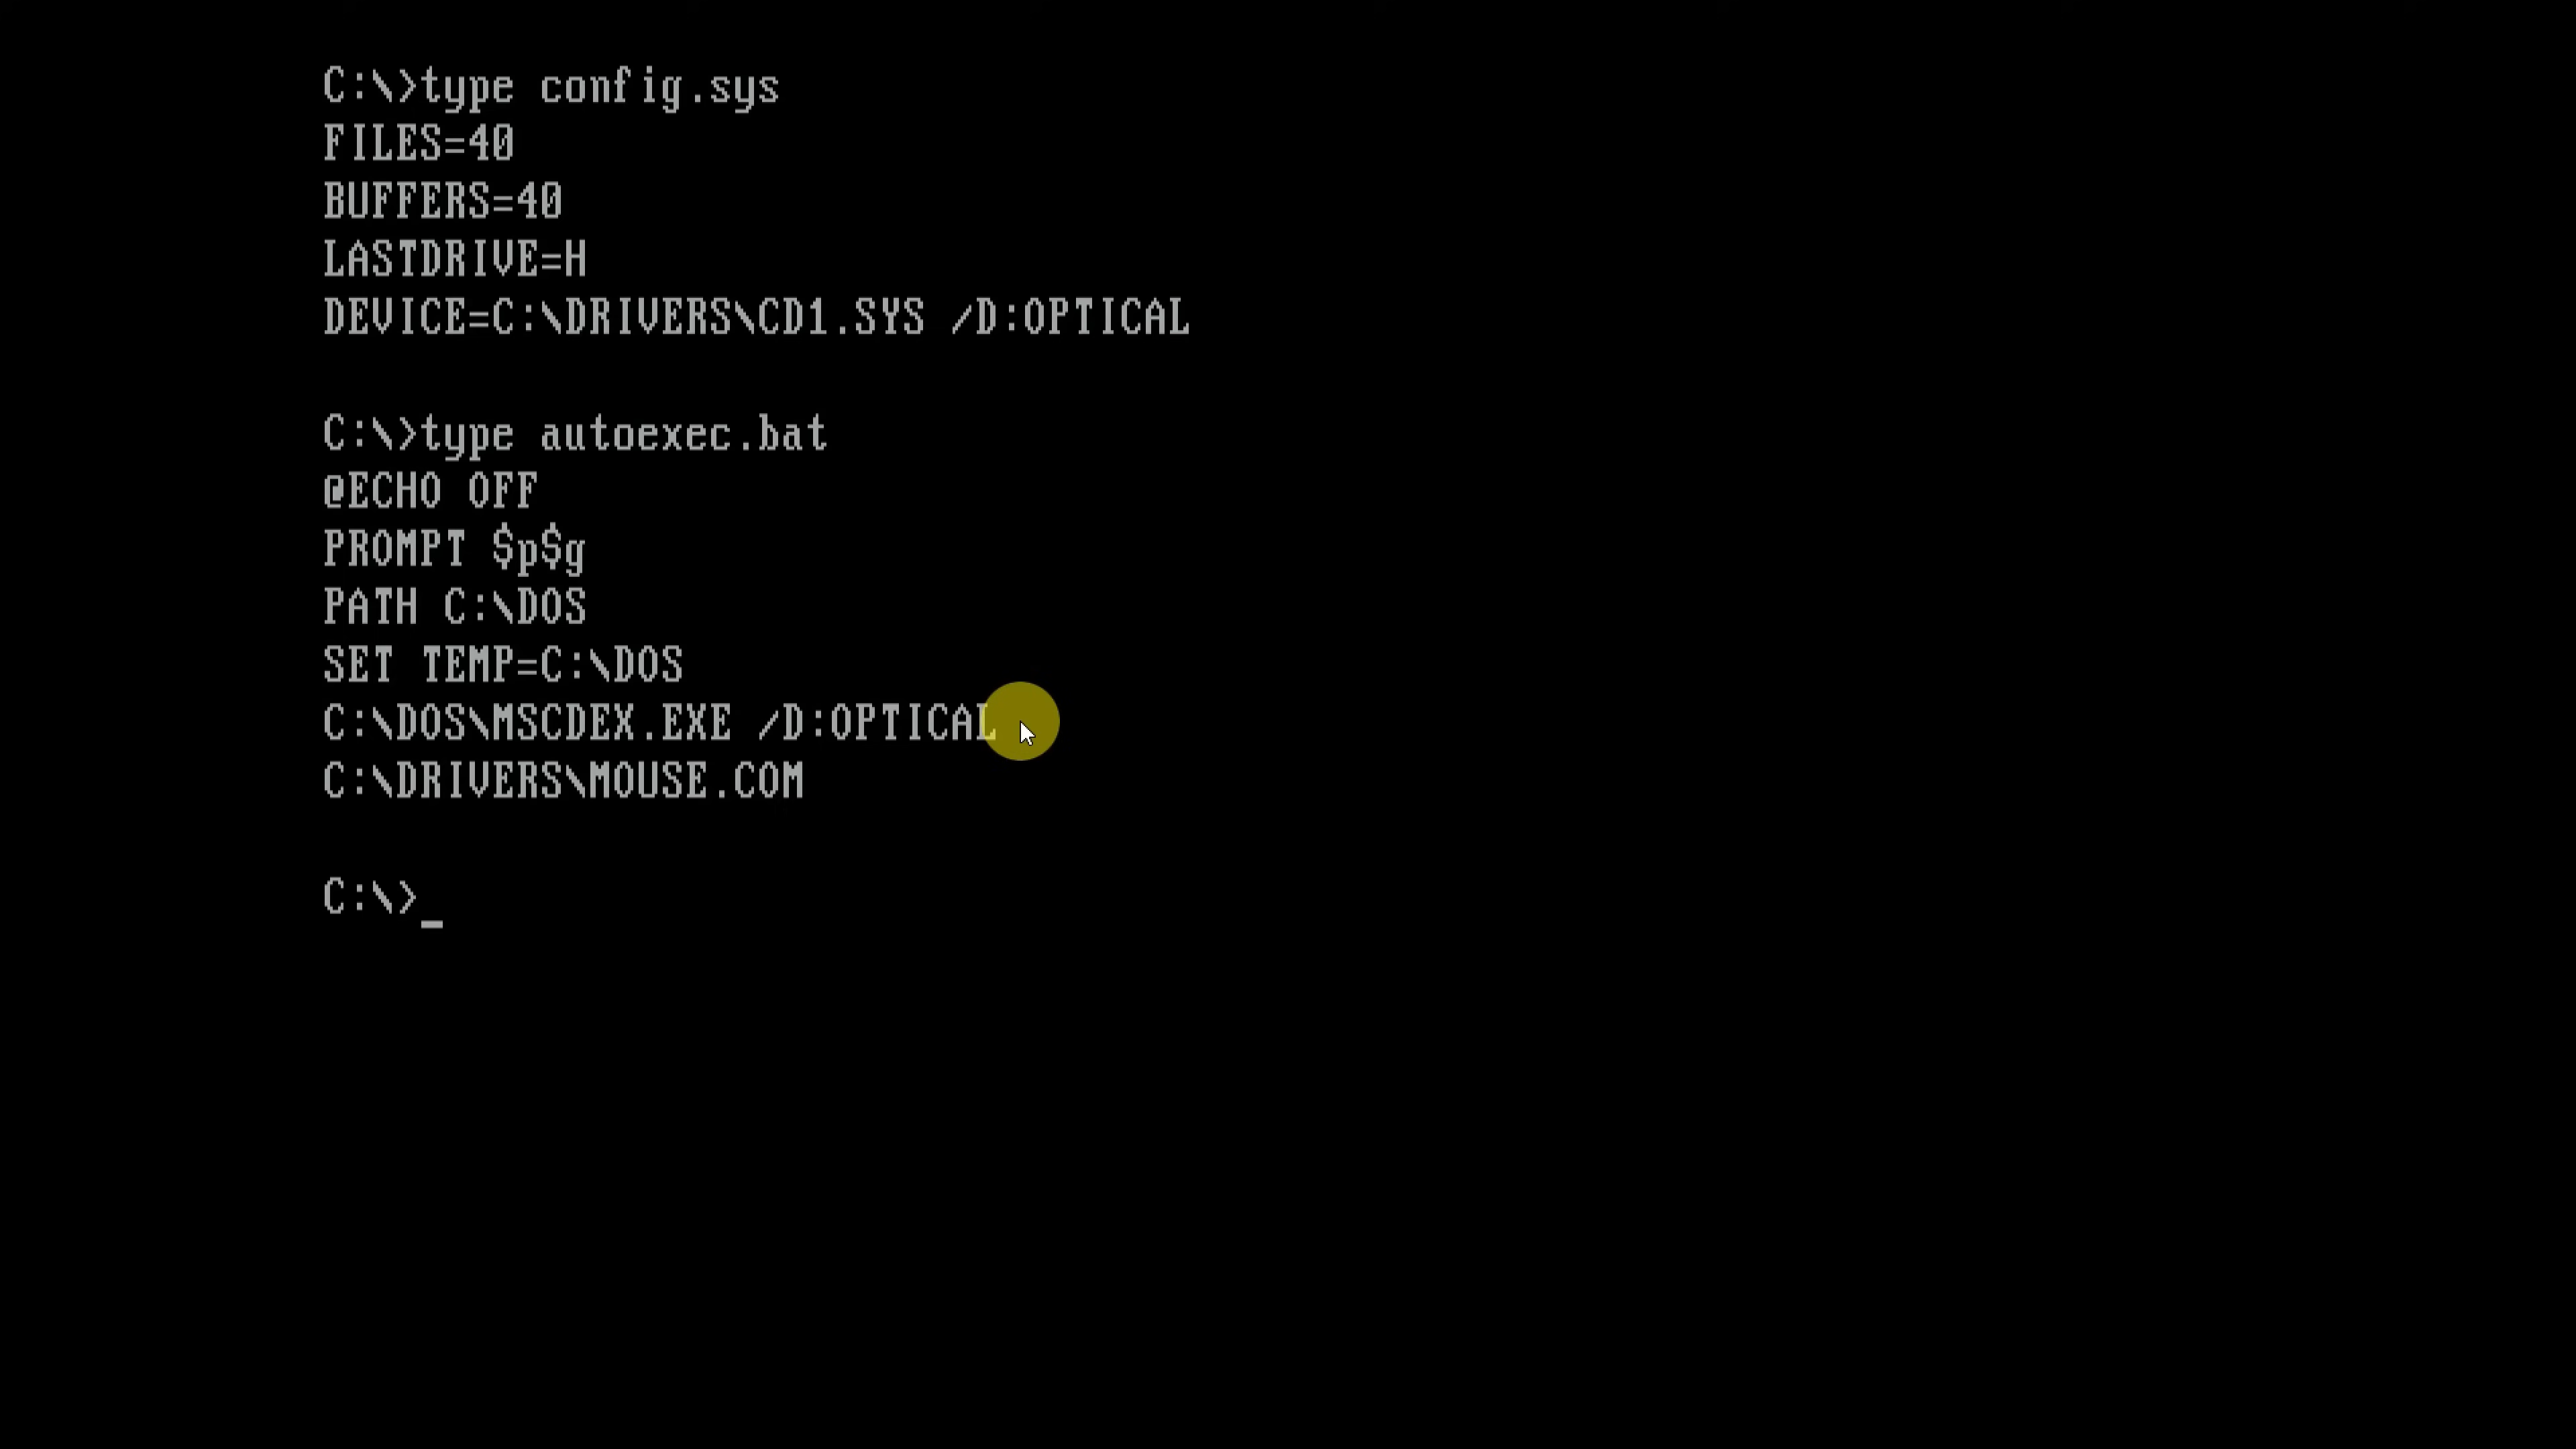 C:\>type config.sys
FILES=40
BUFFERS=40
LASTDRIVE=H
DEVICE=C:\DRIVERS\CD1.SYS /D:OPTICAL
C:\>type autoexec.bat
@ECHO OFF
PROMPT $p$g
PATH C:\DOS
SET TEMP=C:\DOS
C:\DOS\MSCDEX.EXE /D:OPTICAL
C:\DRIVERS\MOUSE.COM
C:\>_